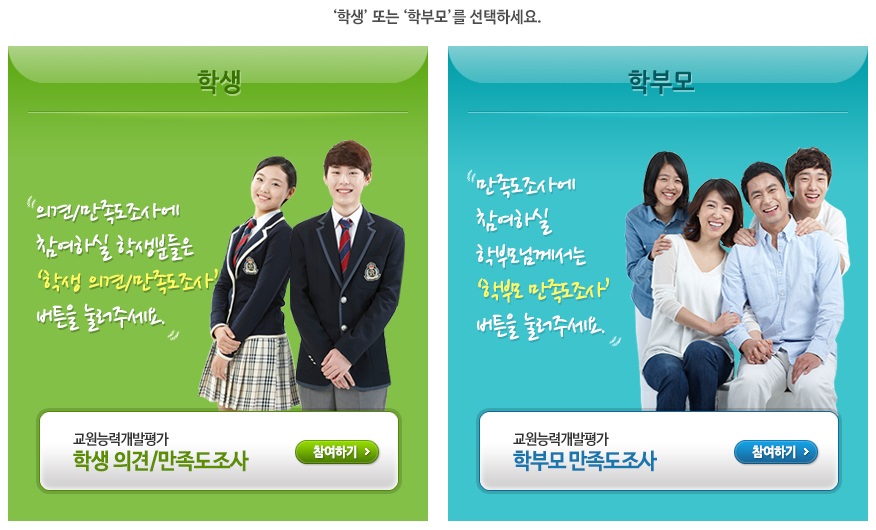 ‘학생’ 또는 ‘학부모’를 선택하세요.
학생
“의견/만족도조사에
참여하실 학생분들은
‘학생 의견/만족도조사’
버튼을 눌러주세요.”
교원능력개발평가
학생 의견/만족도조사
참여하기 >
학부모
“만족도조사에
참여하실
학부모님께서는
‘학부모 만족도조사’
버튼을 눌러주세요.”
교원능력개발평가
학부모 만족도조사
참여하기 >